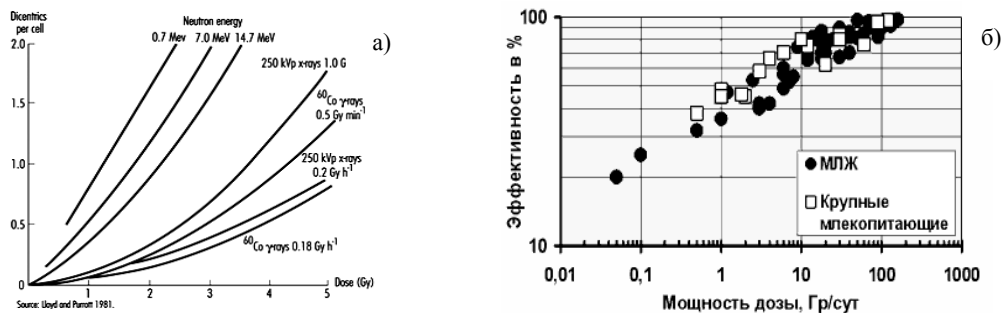 Dicentrics
per cell
2.0
1.5
1.0
0.5
0
Neutron energy
0.7 Mev
7.0 MeV
14.7 MeV
а)
250 kVp x-rays 1.0 G
60Co γ-rays
0.5 Gy min⁻¹
250 kVp x-rays
0.2 Gy h⁻¹
60Co γ-rays 0.18 Gy h⁻¹
1
2
3
4
5
Dose (Gy)
Source: Lloyd and Purrott 1981.
б)
Эффективность в %
100
10
МЛЖ
Крупные
млекопитающие
0,01
0,1
1
10
100
1000
Мощность дозы, Гр/сут